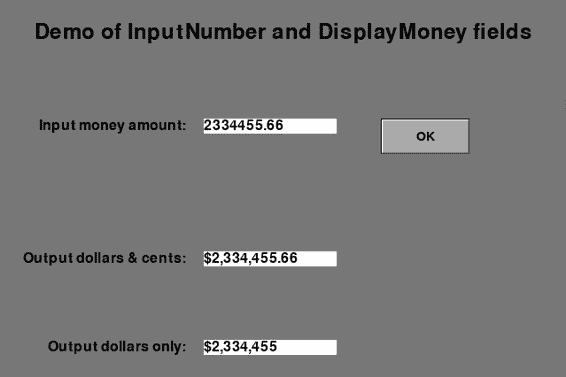 Demo of InputNumber and DisplayMoney fields
Input money amount: 2334455.66 OK
Output dollars & cents: $2,334,455.66
Output dollars only: $2,334,455